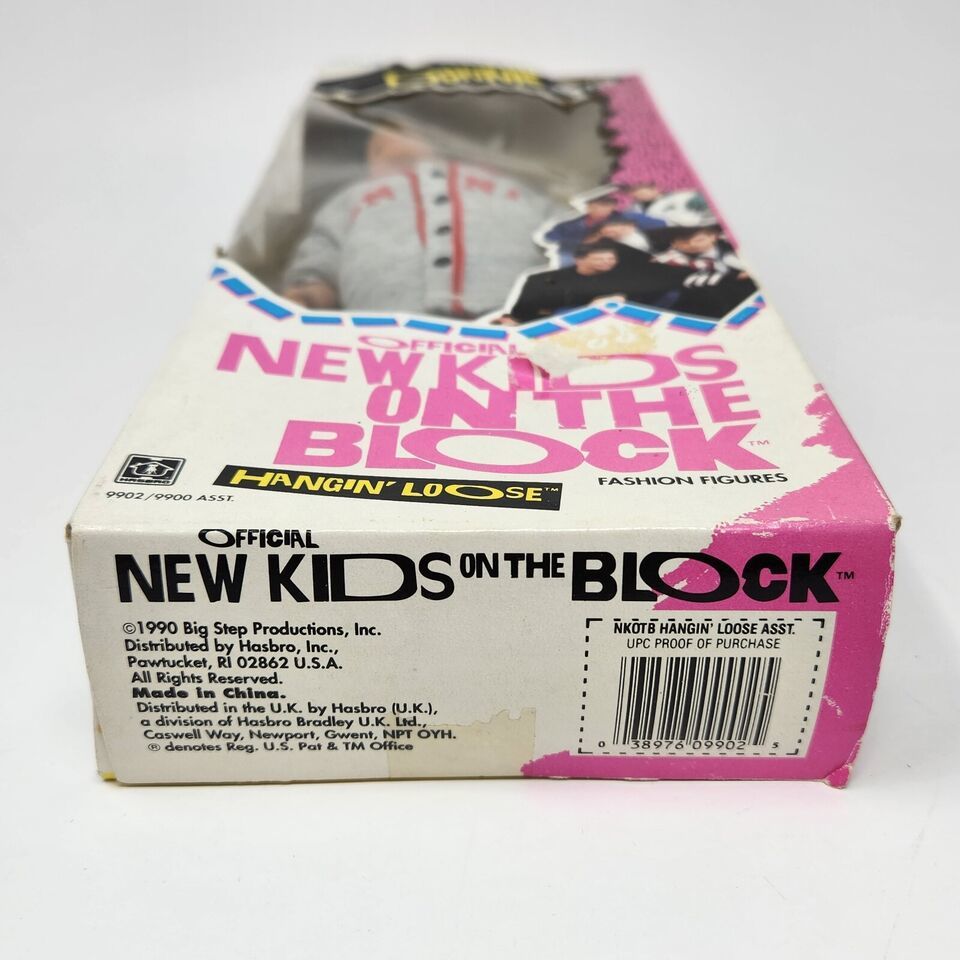 OFFICIAL
NEW KIDS
ON THE
BLOCK™
HASBRO
9902/9900 ASST.
HANGIN' LOOSE™
FASHION FIGURES
OFFICIAL
NEW KIDS ON THE BLOCK™
©1990 Big Step Productions, Inc.
Distributed by Hasbro, Inc.,
Pawtucket, RI 02862 U.S.A.
All Rights Reserved.
Made in China.
Distributed in the U.K. by Hasbro (U.K.),
a division of Hasbro Bradley U.K. Ltd.,
Caswell Way, Newport, Gwent, NPT OYH.
® denotes Reg. U.S. Pat & TM Office
NKOTB HANGIN' LOOSE ASST.
UPC PROOF OF PURCHASE
0 38976 09902 5